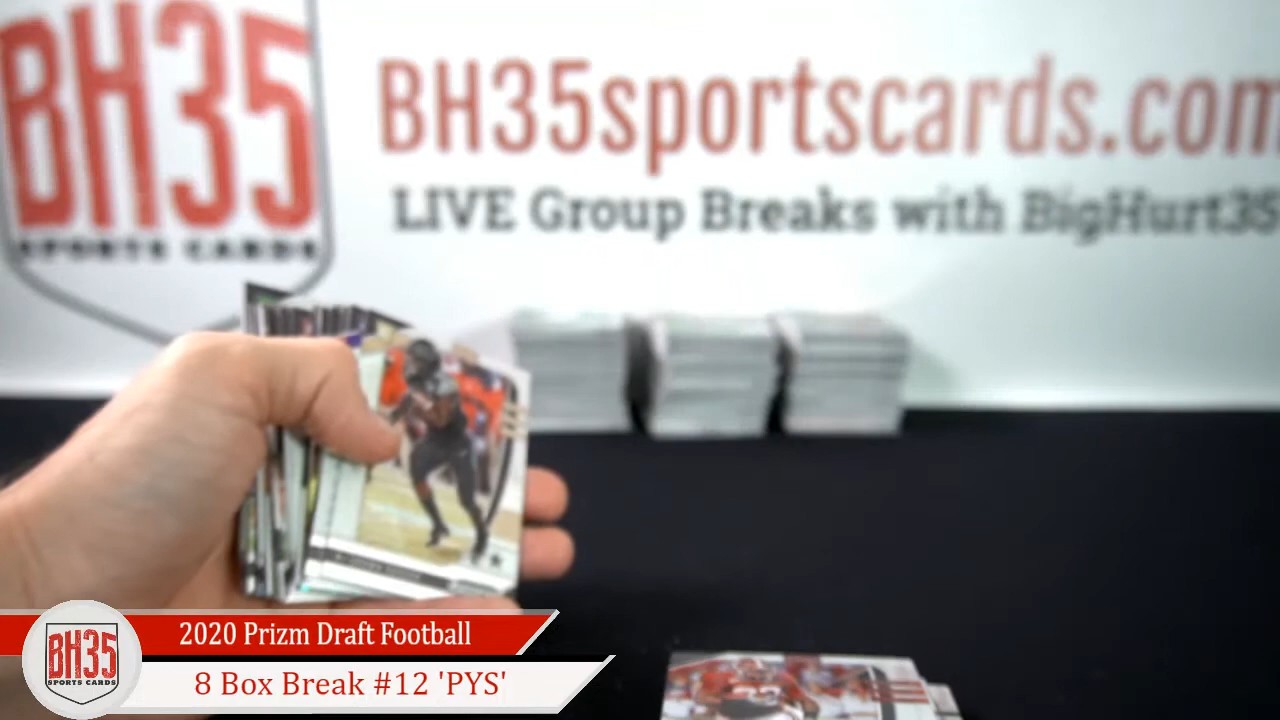 BH35
SPORTS CARDS
BH35sportscards.com
LIVE Group Breaks with BigHurt35
2020 Prizm Draft Football
8 Box Break #12 'PYS'
BH35
SPORTS CARDS